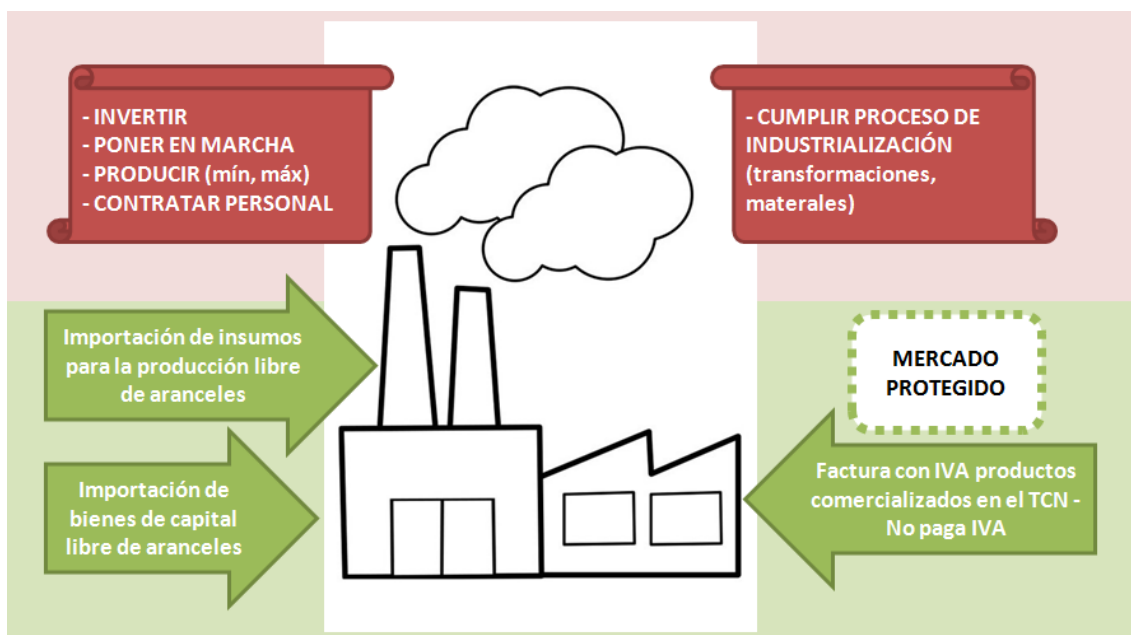 - INVERTIR
- PONER EN MARCHA
- PRODUCIR (mín, máx)
- CONTRATAR PERSONAL
- CUMPLIR PROCESO DE
INDUSTRIALIZACIÓN
(transformaciones,
materales)
Importación de insumos
para la producción libre
de aranceles
MERCADO
PROTEGIDO
Importación de
bienes de capital
libre de aranceles
Factura con IVA productos
comercializados en el TCN -
No paga IVA